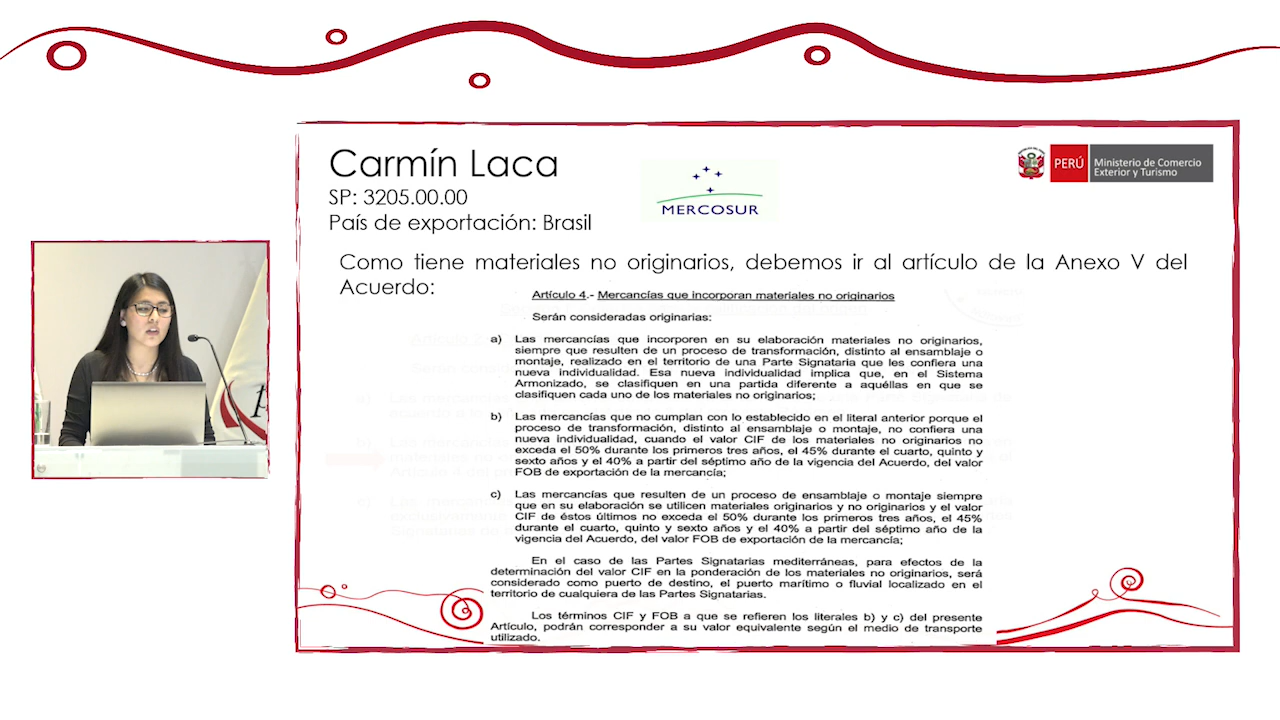 Carmín Laca
SP: 3205.00.00
País de exportación: Brasil
MERCOSUR
PERÚ
Ministerio de Comercio
Exterior y Turismo
Como tiene materiales no originarios, debemos ir al artículo de la Anexo V del
Acuerdo:
Artículo 4.- Mercancías que incorporan materiales no originarios
Serán consideradas originarias:
a) Las mercancías que incorporen en su elaboración materiales no originarios,
siempre que resulten de un proceso de transformación, distinto al ensamblaje o
montaje, realizado en el territorio de una Parte Signataria que les confiera una
nueva individualidad. Esa nueva individualidad implica que, en el Sistema
Armonizado, se clasifiquen en una partida diferente a aquéllas en que se
clasifiquen cada uno de los materiales no originarios;
b) Las mercancías que no cumplan con lo establecido en el literal anterior porque el
proceso de transformación, distinto al ensamblaje o montaje, no confiera una
nueva individualidad, cuando el valor CIF de los materiales no originarios no
exceda el 50% durante los primeros tres años, el 45% durante el cuarto, quinto y
sexto años y el 40% a partir del séptimo año de la vigencia del Acuerdo, del valor
FOB de exportación de la mercancía;
c) Las mercancías que resulten de un proceso de ensamblaje o montaje siempre
que en su elaboración se utilicen materiales originarios y no originarios y el valor
CIF de éstos últimos no exceda el 50% durante los primeros tres años, el 45%
durante el cuarto, quinto y sexto años y el 40% a partir del séptimo año de la
vigencia del Acuerdo, del valor FOB de exportación de la mercancía;
En el caso de las Partes Signatarias mediterráneas, para efectos de la
determinación del valor CIF en la ponderación de los materiales no originarios, será
considerado como puerto de destino, el puerto marítimo o fluvial localizado en el
territorio de cualquiera de las Partes Signatarias.
Los términos CIF y FOB a que se refieren los literales b) y c) del presente
Artículo, podrán corresponder a su valor equivalente según el medio de transporte
utilizado.